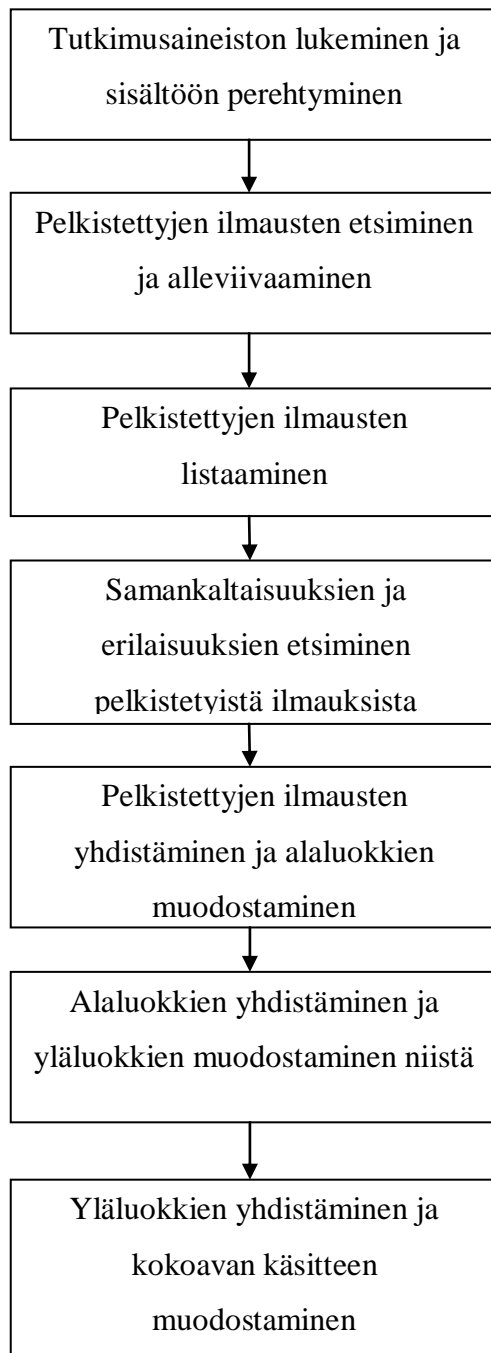 Tutkimusaineiston lukeminen ja
sisältöön perehtyminen
Pelkistettyjen ilmausten etsiminen
ja alleviivaaminen
Pelkistettyjen ilmausten
listaaminen
Samankaltaisuuksien ja
erilaisuuksien etsiminen
pelkistetyistä ilmauksista
Pelkistettyjen ilmausten
yhdistäminen ja alaluokkien
muodostaminen
Alaluokkien yhdistäminen ja
yläluokkien muodostaminen niistä
Yläluokkien yhdistäminen ja
kokoavan käsitteen
muodostaminen